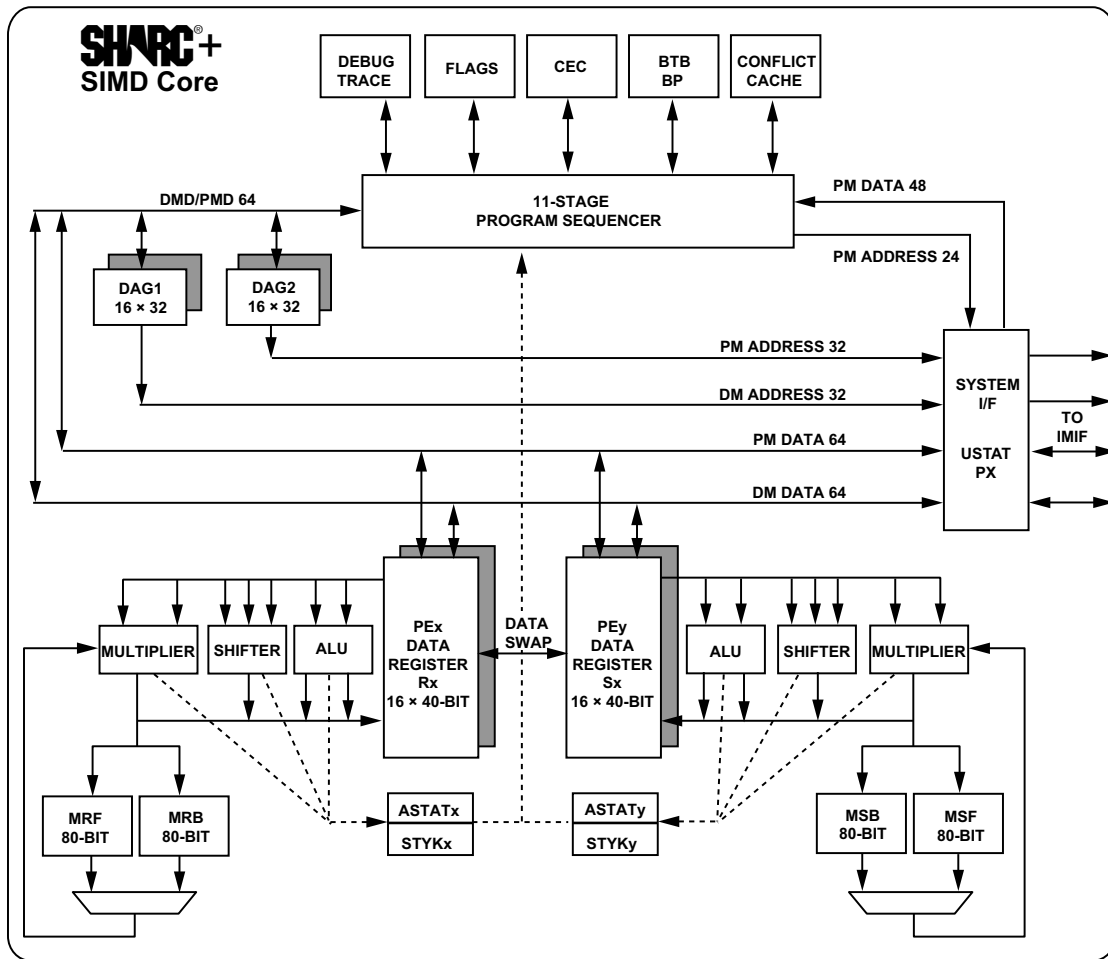 SHARC®+
SIMD Core
DEBUG
TRACE
FLAGS
CEC
BTB
BP
CONFLICT
CACHE
DMD/PMD 64
11-STAGE
PROGRAM SEQUENCER
PM DATA 48
PM ADDRESS 24
DAG1
16 × 32
DAG2
16 × 32
PM ADDRESS 32
DM ADDRESS 32
PM DATA 64
DM DATA 64
SYSTEM
I/F
USTAT
PX
TO
IMIF
MULTIPLIER
SHIFTER
ALU
PEx
DATA
REGISTER
Rx
16 × 40-BIT
DATA
SWAP
PEy
DATA
REGISTER
Sx
16 × 40-BIT
ALU
SHIFTER
MULTIPLIER
MRF
80-BIT
MRB
80-BIT
ASTATx
STYKx
ASTATy
STYKy
MSB
80-BIT
MSF
80-BIT